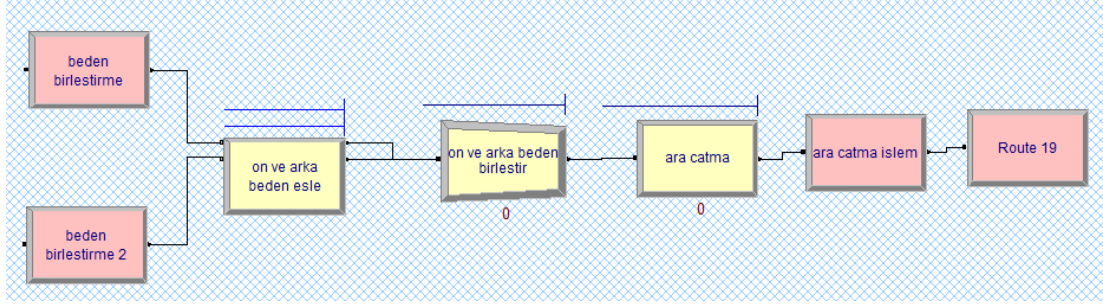 beden
birlestirme
on ve arka
beden esle
on ve arka beden
birlestir
0
ara catma
0
ara catma islem
Route 19
beden
birlestirme 2